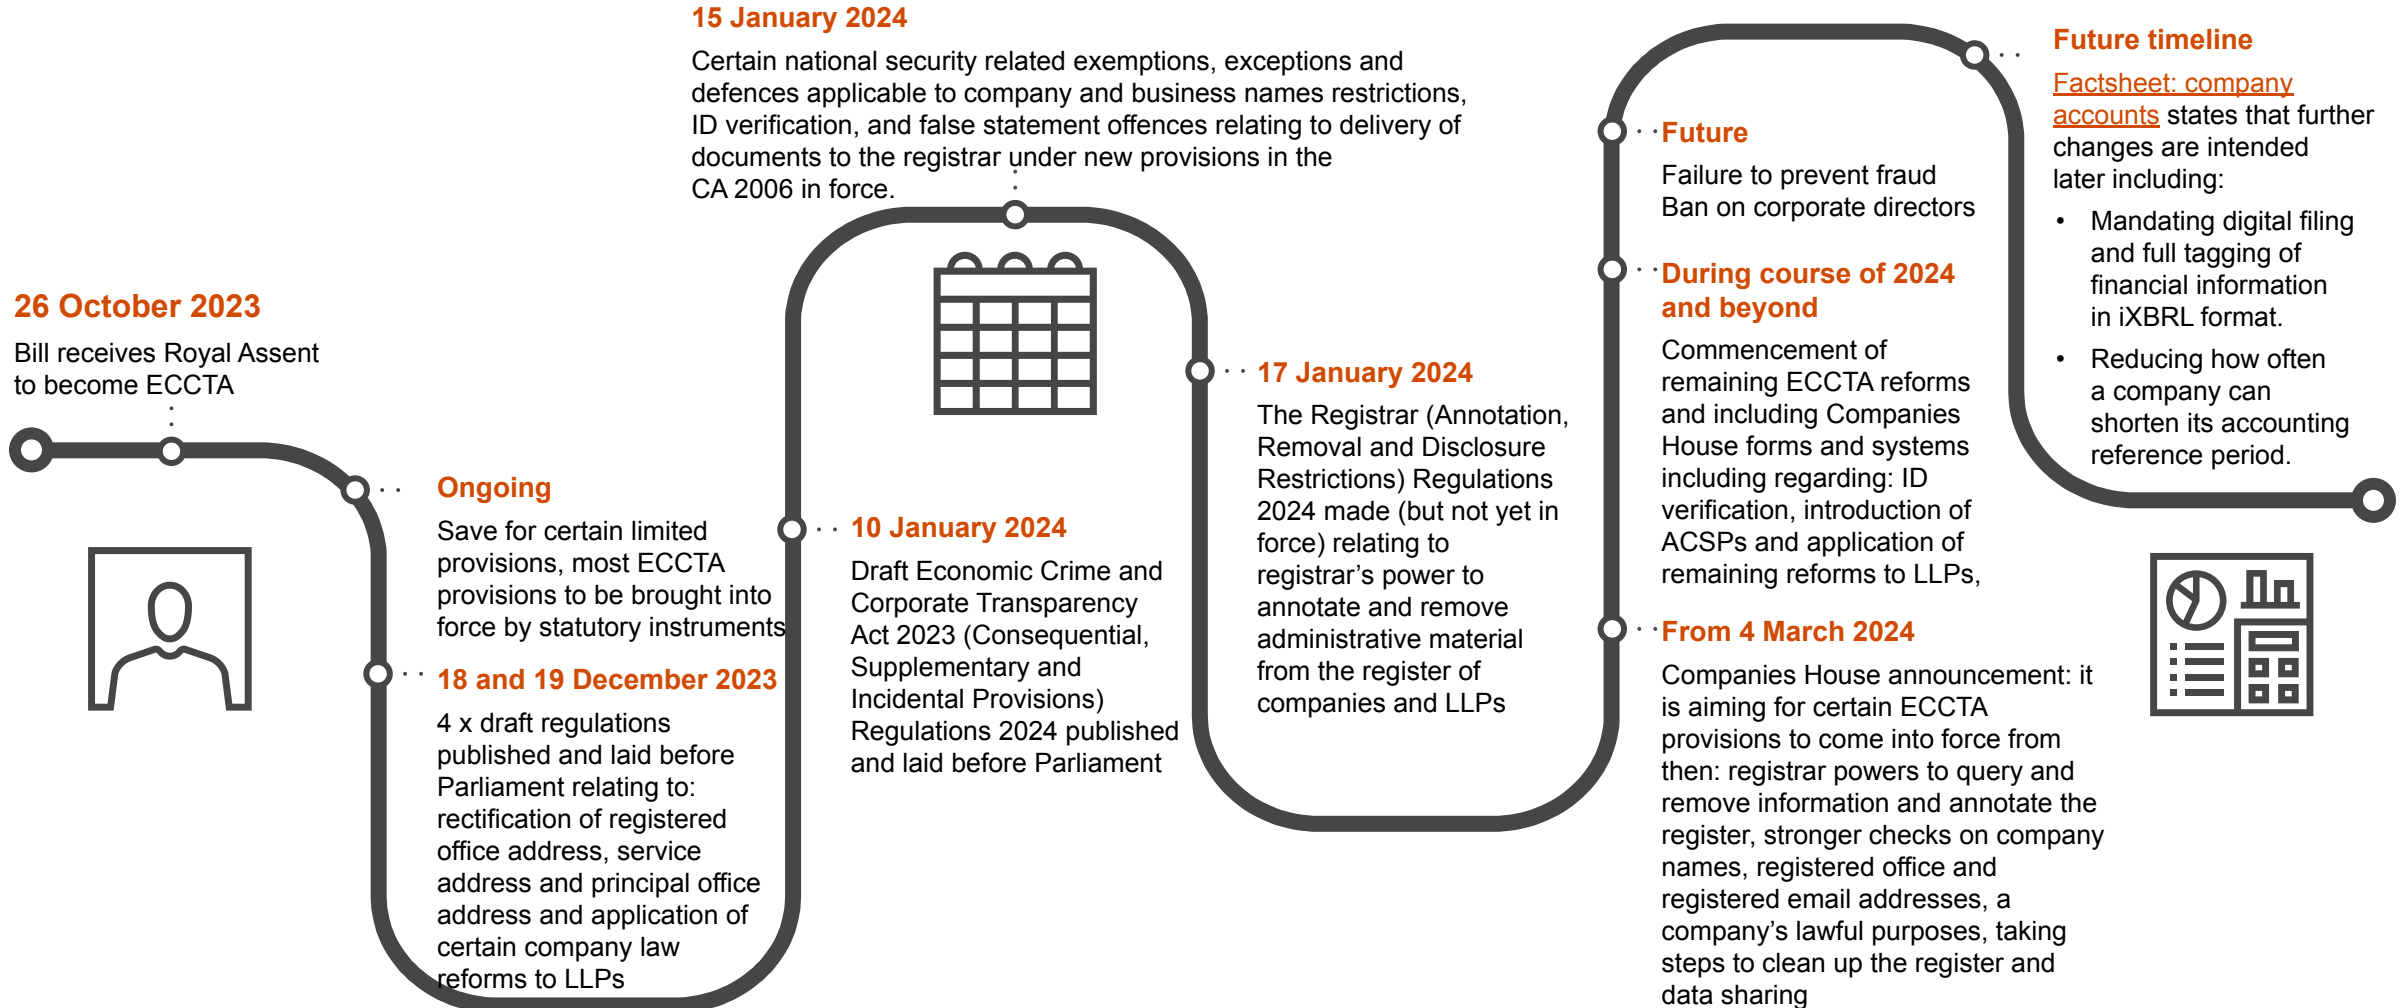 26 October 2023
Bill receives Royal Assent
to become ECCTA
Ongoing
Save for certain limited
provisions, most ECCTA
provisions to be brought into
force by statutory instruments
18 and 19 December 2023
4 x draft regulations
published and laid before
Parliament relating to:
rectification of registered
office address, service
address and principal office
address and application of
certain company law
reforms to LLPs
10 January 2024
Draft Economic Crime and
Corporate Transparency
Act 2023 (Consequential,
Supplementary and
Incidental Provisions)
Regulations 2024 published
and laid before Parliament
15 January 2024
Certain national security related exemptions, exceptions and
defences applicable to company and business names restrictions,
ID verification, and false statement offences relating to delivery of
documents to the registrar under new provisions in the
CA 2006 in force.
17 January 2024
The Registrar (Annotation,
Removal and Disclosure
Restrictions) Regulations
2024 made (but not yet in
force) relating to
registrar’s power to
annotate and remove
administrative material
from the register of
companies and LLPs
From 4 March 2024
Companies House announcement: it
is aiming for certain ECCTA
provisions to come into force from
then: registrar powers to query and
remove information and annotate the
register, stronger checks on company
names, registered office and
registered email addresses, a
company’s lawful purposes, taking
steps to clean up the register and
data sharing
During course of 2024
and beyond
Commencement of
remaining ECCTA reforms
and including Companies
House forms and systems
including regarding: ID
verification, introduction of
ACSPs and application of
remaining reforms to LLPs,
Future
Failure to prevent fraud
Ban on corporate directors
Future timeline
Factsheet: company
accounts states that further
changes are intended
later including:
• Mandating digital filing
and full tagging of
financial information
in iXBRL format.
• Reducing how often
a company can
shorten its accounting
reference period.